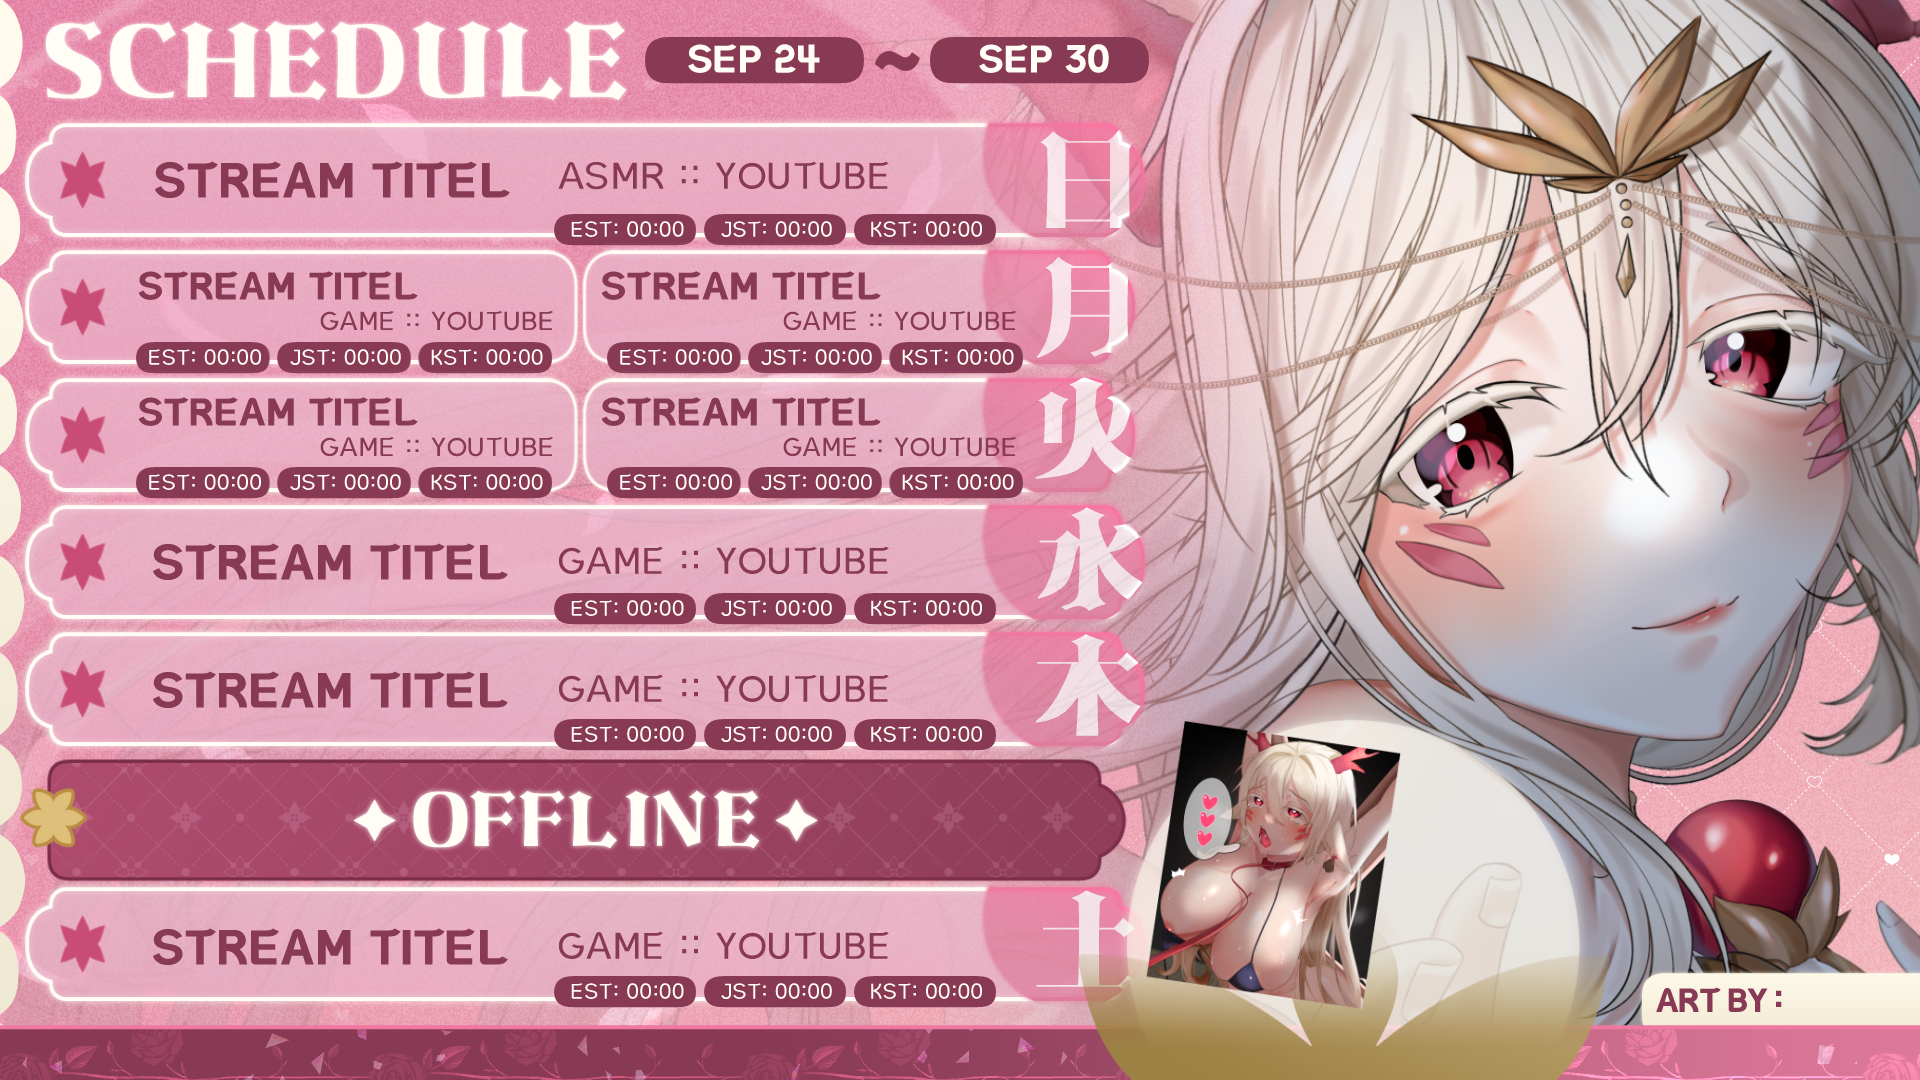 SCHEDULE
SEP 24 ~ SEP 30
STREAM TITEL ASMR :: YOUTUBE
EST: 00:00 JST: 00:00 KST: 00:00
日
STREAM TITEL
GAME :: YOUTUBE
EST: 00:00 JST: 00:00 KST: 00:00
STREAM TITEL
GAME :: YOUTUBE
EST: 00:00 JST: 00:00 KST: 00:00
月
STREAM TITEL
GAME :: YOUTUBE
EST: 00:00 JST: 00:00 KST: 00:00
STREAM TITEL
GAME :: YOUTUBE
EST: 00:00 JST: 00:00 KST: 00:00
火
STREAM TITEL GAME :: YOUTUBE
EST: 00:00 JST: 00:00 KST: 00:00
水
STREAM TITEL GAME :: YOUTUBE
EST: 00:00 JST: 00:00 KST: 00:00
木
OFFLINE
STREAM TITEL GAME :: YOUTUBE
EST: 00:00 JST: 00:00 KST: 00:00
土
ART BY :